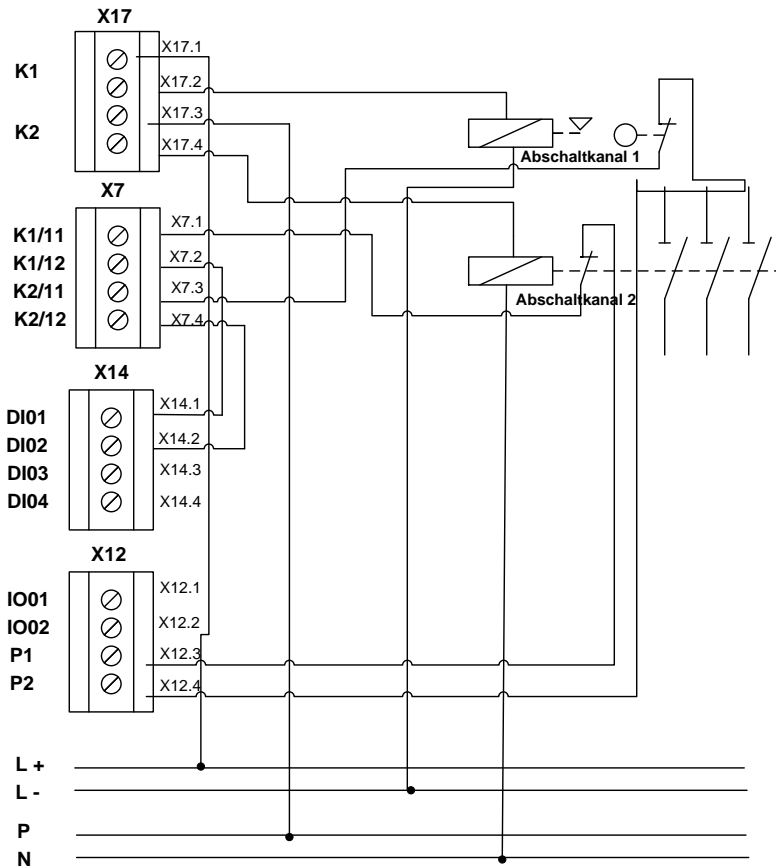 X17
K1
K2
X17.1
X17.2
X17.3
X17.4
Abschaltkanal 1
X7
K1/11
K1/12
K2/11
K2/12
X7.1
X7.2
X7.3
X7.4
Abschaltkanal 2
X14
DI01
DI02
DI03
DI04
X14.1
X14.2
X14.3
X14.4
X12
IO01
IO02
P1
P2
X12.1
X12.2
X12.3
X12.4
L +
L -
P
N